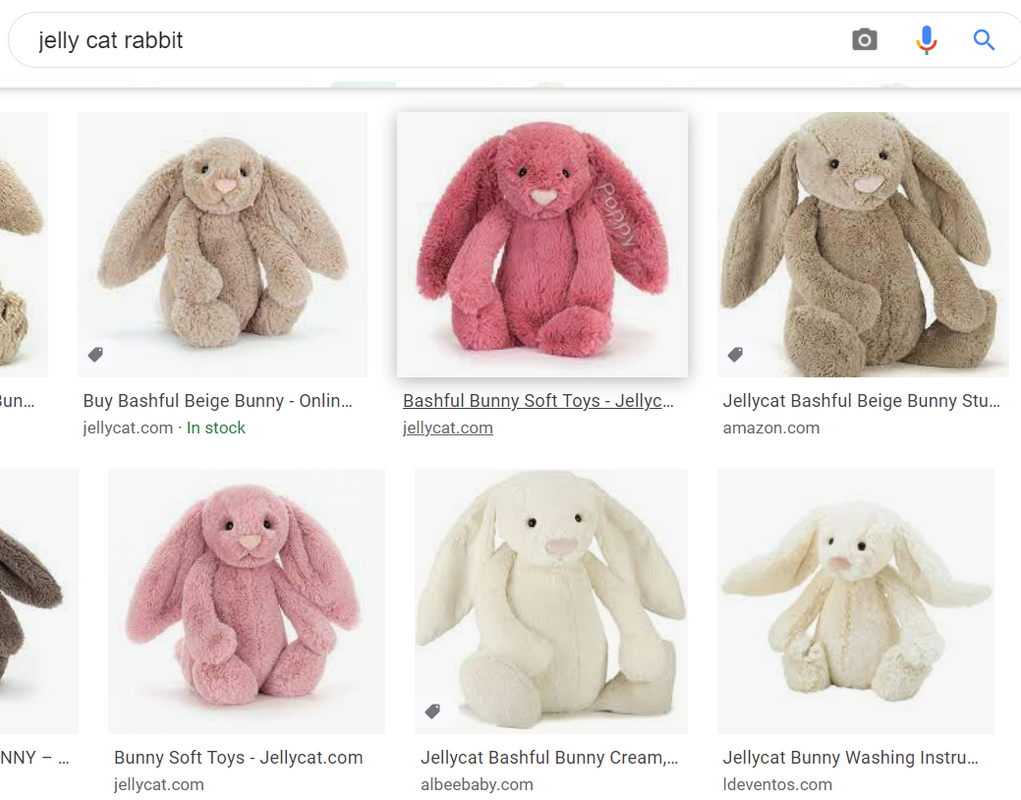 jelly cat rabbit
Poppy
Bun...
Buy Bashful Beige Bunny - Onlin...
jellycat.com · In stock
Bashful Bunny Soft Toys - Jellyc...
jellycat.com
Jellycat Bashful Beige Bunny Stu...
amazon.com
NNY – ...
Bunny Soft Toys - Jellycat.com
jellycat.com
Jellycat Bashful Bunny Cream,...
albeebaby.com
Jellycat Bunny Washing Instru...
ldeventos.com